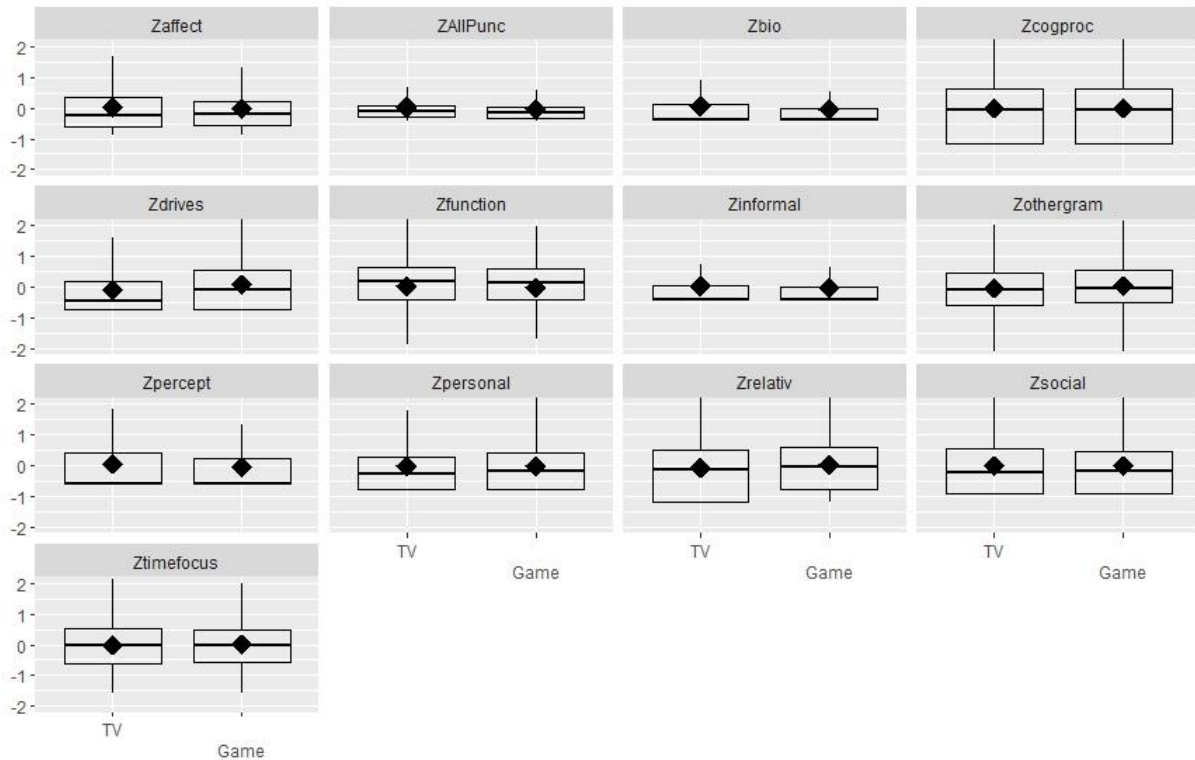 Zaffect ZAllPunc Zbio Zcogproc
2
1
0
-1
-2
Zdrives Zfunction Zinformal Zothergram
2
1
0
-1
-2
Zpercept Zpersonal Zrelativ Zsocial
2
1
0
-1
-2
TV TV TV
Game Game Game
Ztimefocus
2
1
0
-1
-2
TV
Game